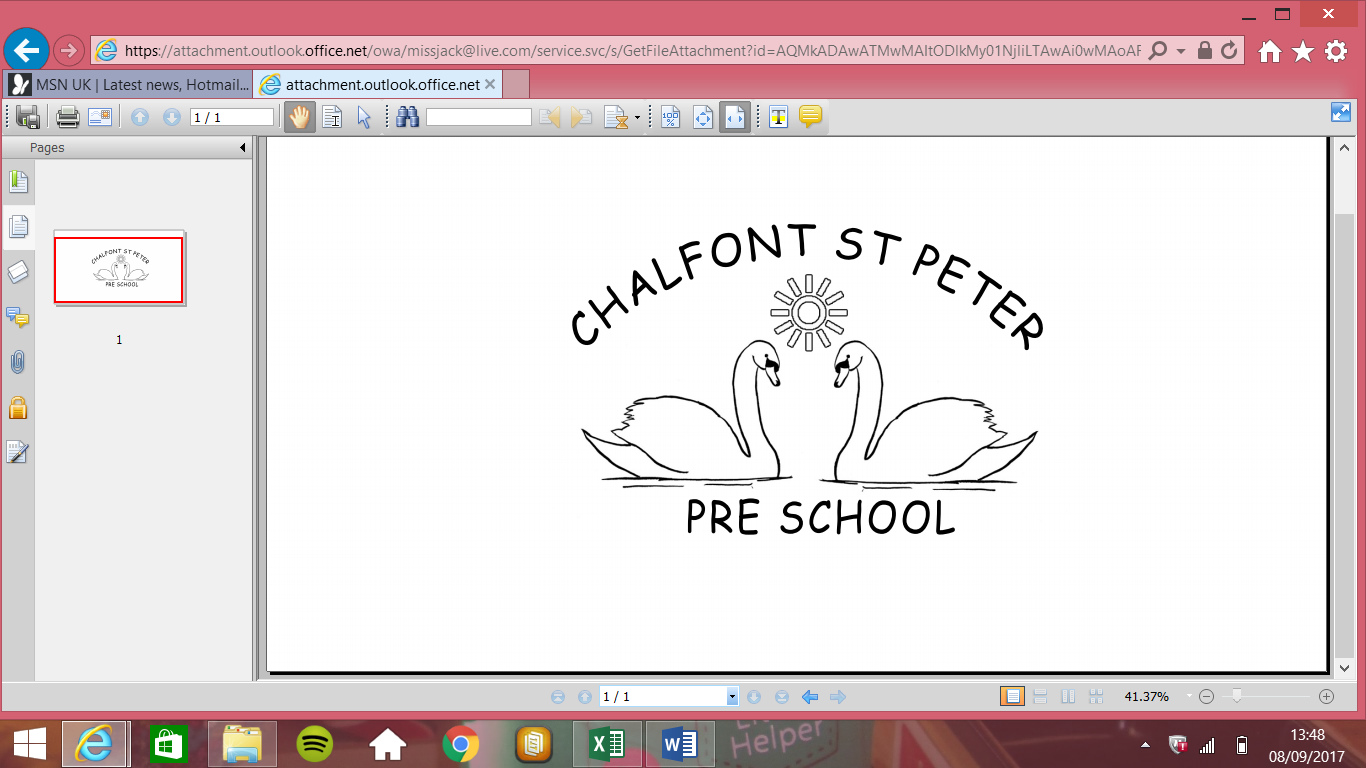 https://attachment.outlook.office.net/owa/missjack@live.com/service.svc/s/GetFileAttachment?id=AQMkADAwATMwMAItODlkMy01NjliLTAwAi0wMAoAF
MSN UK | Latest news, Hotmail...
attachment.outlook.office.net
1 / 1
100%
T
Pages
CHALFONT ST PETER
PRE SCHOOL
CHALFONT ST PETER
PRE SCHOOL
1
1 / 1
41.37%
Helper
13:48
08/09/2017